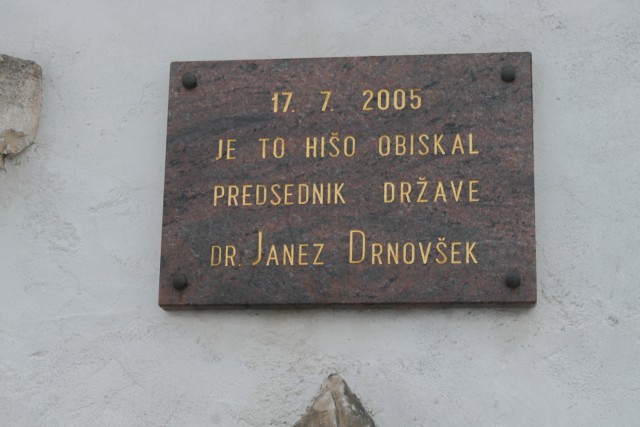 17. 7. 2005
JE TO HIŠO OBISKAL
PREDSEDNIK DRŽAVE
DR. JANEZ DRNOVŠEK